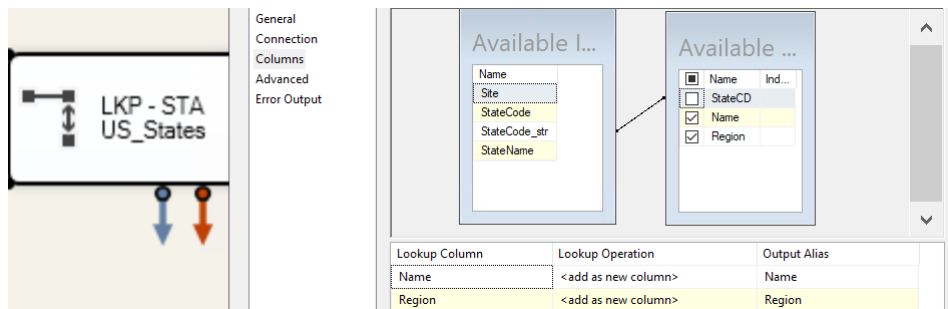 LKP - STA
US_States
General
Connection
Columns
Advanced
Error Output
Available I...
Name
Site
StateCode
StateCode_str
StateName
Available ...
Name Ind...
StateCD
Name
Region
Lookup Column Lookup Operation Output Alias
Name <add as new column> Name
Region <add as new column> Region